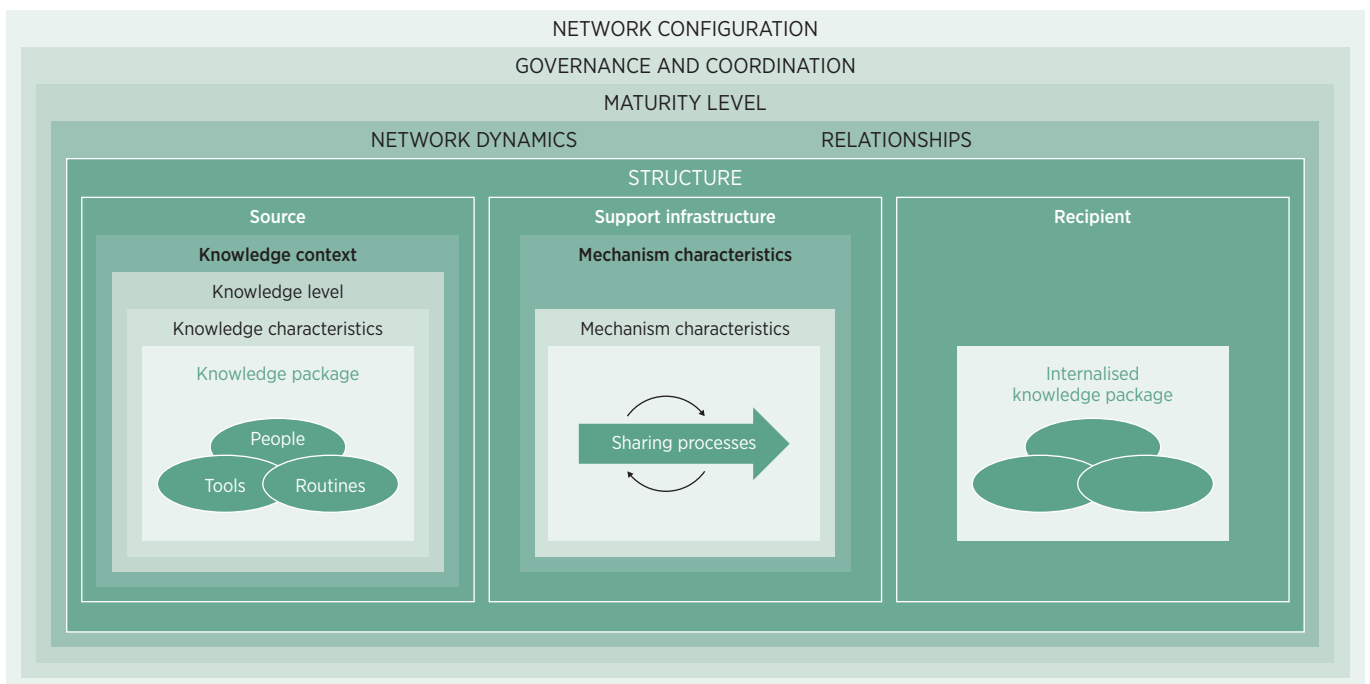 NETWORK CONFIGURATION
GOVERNANCE AND COORDINATION
MATURITY LEVEL
NETWORK DYNAMICS
RELATIONSHIPS
STRUCTURE
Source
Knowledge context
Knowledge level
Knowledge characteristics
Knowledge package
People
Tools
Routines
Support infrastructure
Mechanism characteristics
Mechanism characteristics
Sharing processes
Recipient
Internalised
knowledge package